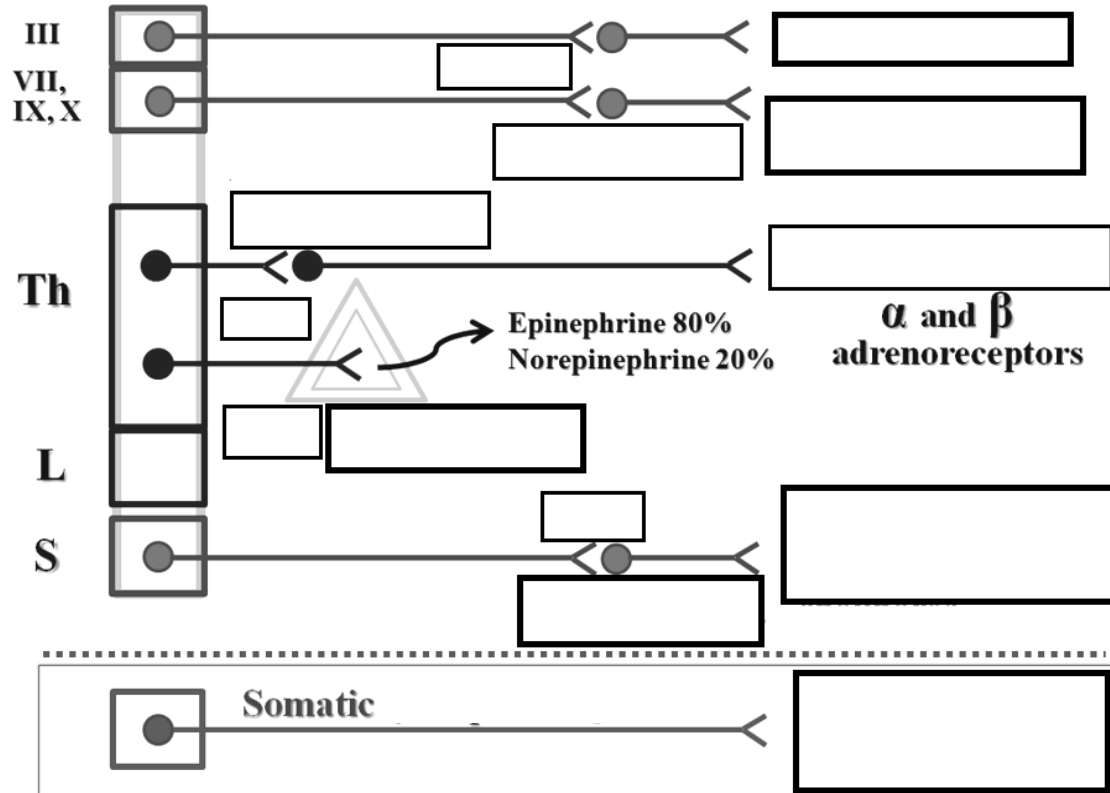 III
VII,
IX, X
Th
Epinephrine 80%
Norepinephrine 20%
α and β
adrenoreceptors
L
S
Somatic